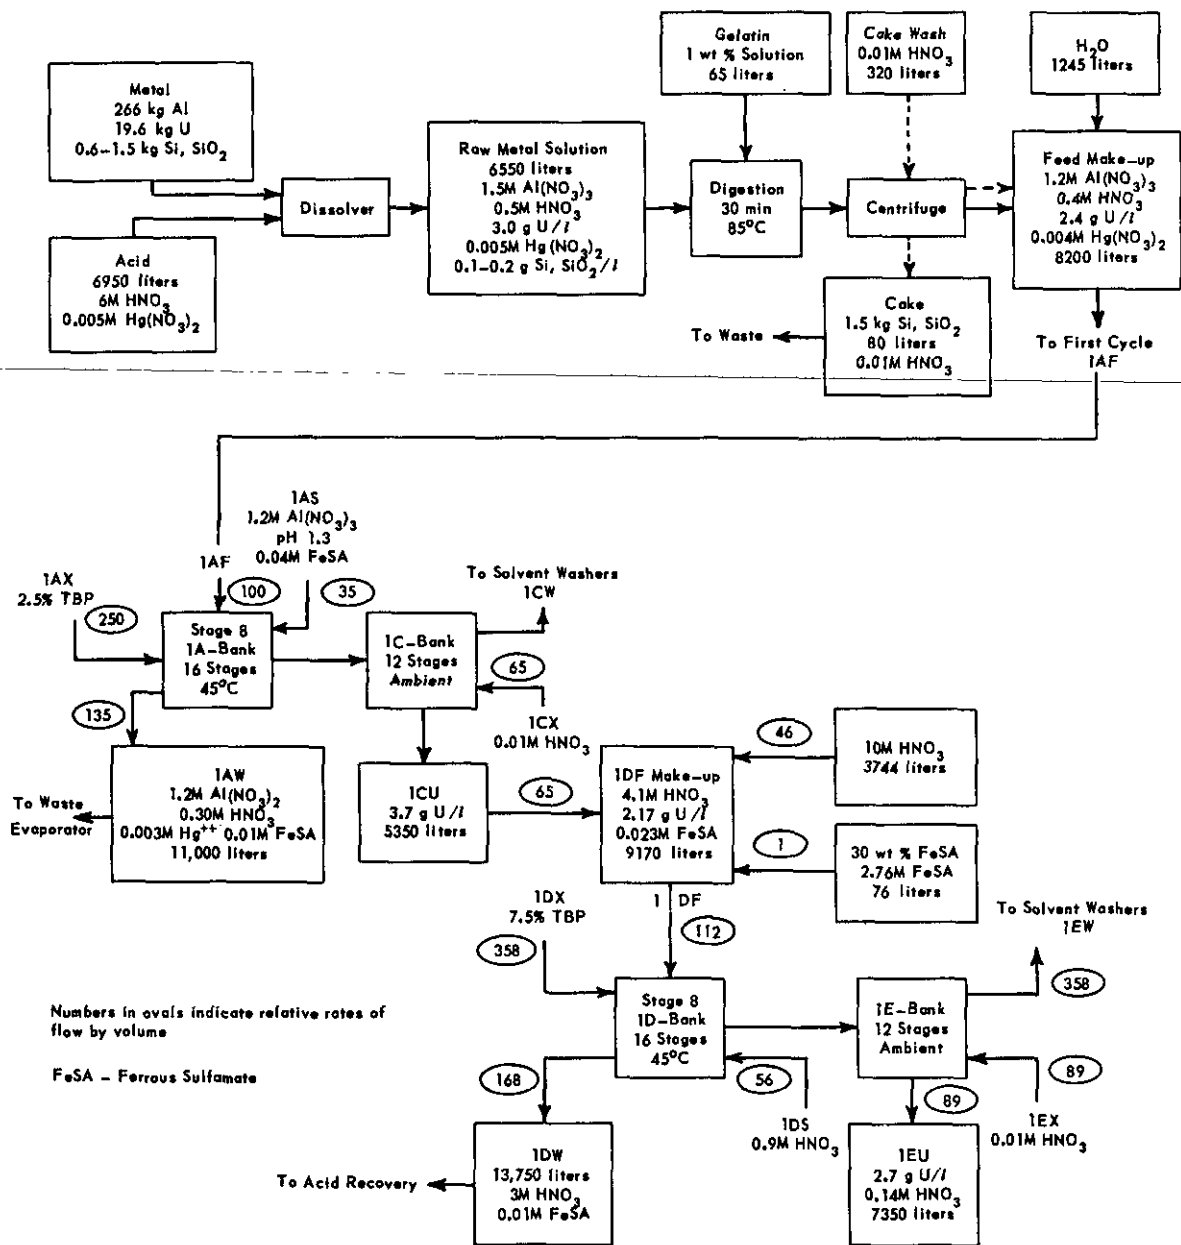 Metal
266 kg Al
19.6 kg U
0.6-1.5 kg Si, SiO2
Acid
6950 liters
6M HNO3
0.005M Hg(NO3)2
Dissolver
Raw Metal Solution
6550 liters
1.5M Al(NO3)3
0.5M HNO3
3.0 g U/l
0.005M Hg(NO3)2
0.1-0.2 g Si, SiO2/l
Gelatin
1 wt % Solution
65 liters
Digestion
30 min
85°C
Cake Wash
0.01M HNO3
320 liters
Centrifuge
Cake
1.5 kg Si, SiO2
80 liters
0.01M HNO3
To Waste
H2O
1245 liters
Feed Make-up
1.2M Al(NO3)3
0.4M HNO3
2.4 g U/l
0.004M Hg(NO3)2
8200 liters
To First Cycle
1AF
1AS
1.2M Al(NO3)3
pH 1.3
0.04M FeSA
1AF
100
35
1AX
2.5% TBP
250
Stage 8
1A-Bank
16 Stages
45°C
135
1AW
1.2M Al(NO3)2
0.30M HNO3
0.003M Hg++ 0.01M FeSA
11,000 liters
To Waste
Evaporator
To Solvent Washers
1CW
1C-Bank
12 Stages
Ambient
65
1CX
0.01M HNO3
1CU
3.7 g U/l
5350 liters
65
1DF Make-up
4.1M HNO3
2.17 g U/l
0.023M FeSA
9170 liters
46
10M HNO3
3744 liters
1
30 wt % FeSA
2.76M FeSA
76 liters
1 DF
112
1DX
7.5% TBP
358
Stage 8
1D-Bank
16 Stages
45°C
168
56
1DS
0.9M HNO3
1DW
13,750 liters
3M HNO3
0.01M FeSA
To Acid Recovery
To Solvent Washers
1EW
358
1E-Bank
12 Stages
Ambient
89
89
1EX
0.01M HNO3
1EU
2.7 g U/l
0.14M HNO3
7350 liters
Numbers in ovals indicate relative rates of
flow by volume
FeSA - Ferrous Sulfamate